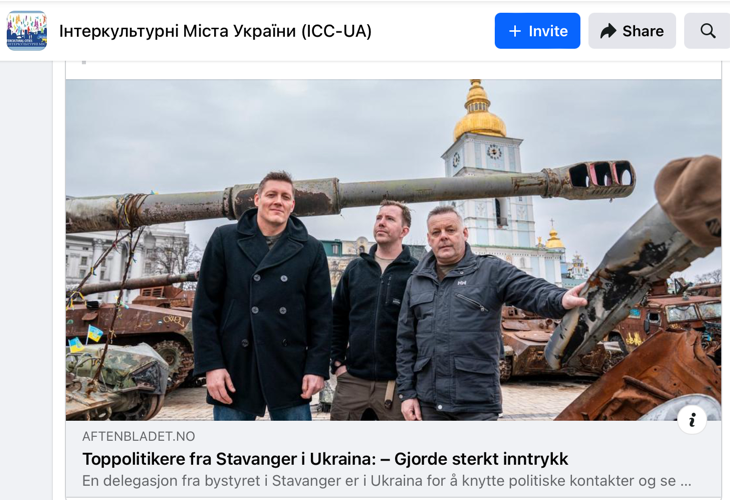 Інтеркультурні Міста України (ICC-UA)
+ Invite
Share
AFTENBLADET.NO
Toppolitikere fra Stavanger i Ukraina: – Gjorde sterkt inntrykk
En delegasjon fra bystyret i Stavanger er i Ukraina for å knytte politiske kontakter og se ...